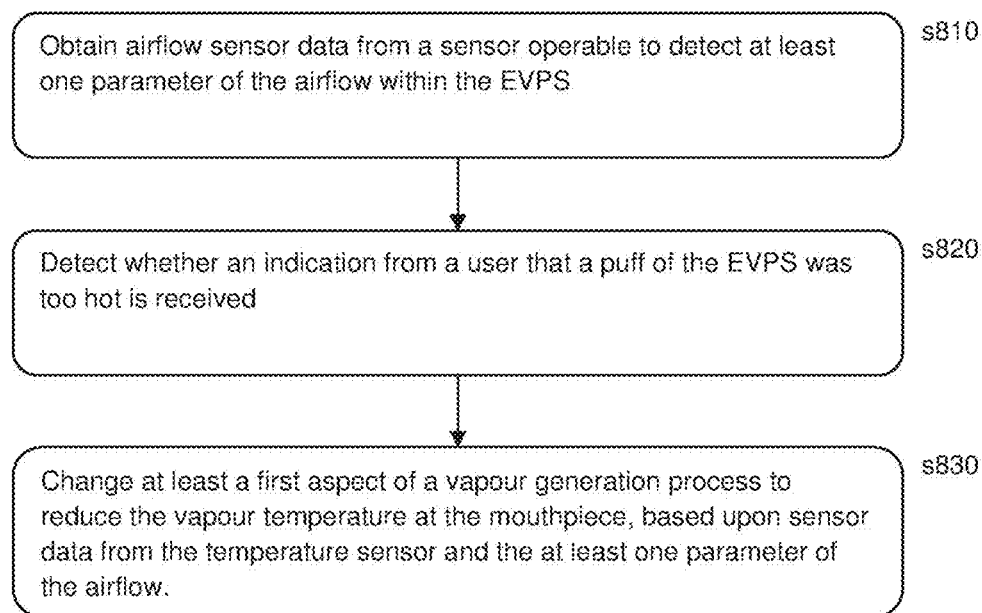 Obtain airflow sensor data from a sensor operable to detect at least
one parameter of the airflow within the EVPS
s810
Detect whether an indication from a user that a puff of the EVPS was
too hot is received
s820
Change at least a first aspect of a vapour generation process to
reduce the vapour temperature at the mouthpiece, based upon sensor
data from the temperature sensor and the at least one parameter of
the airflow.
s830